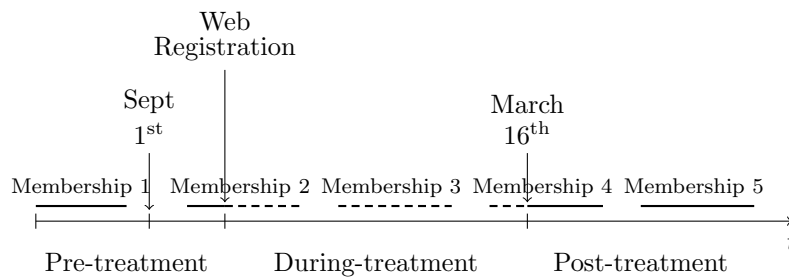 Web
Registration
Sept
1st
March
16th
Membership 1
Membership 2
Membership 3
Membership 4
Membership 5
Pre-treatment
During-treatment
Post-treatment